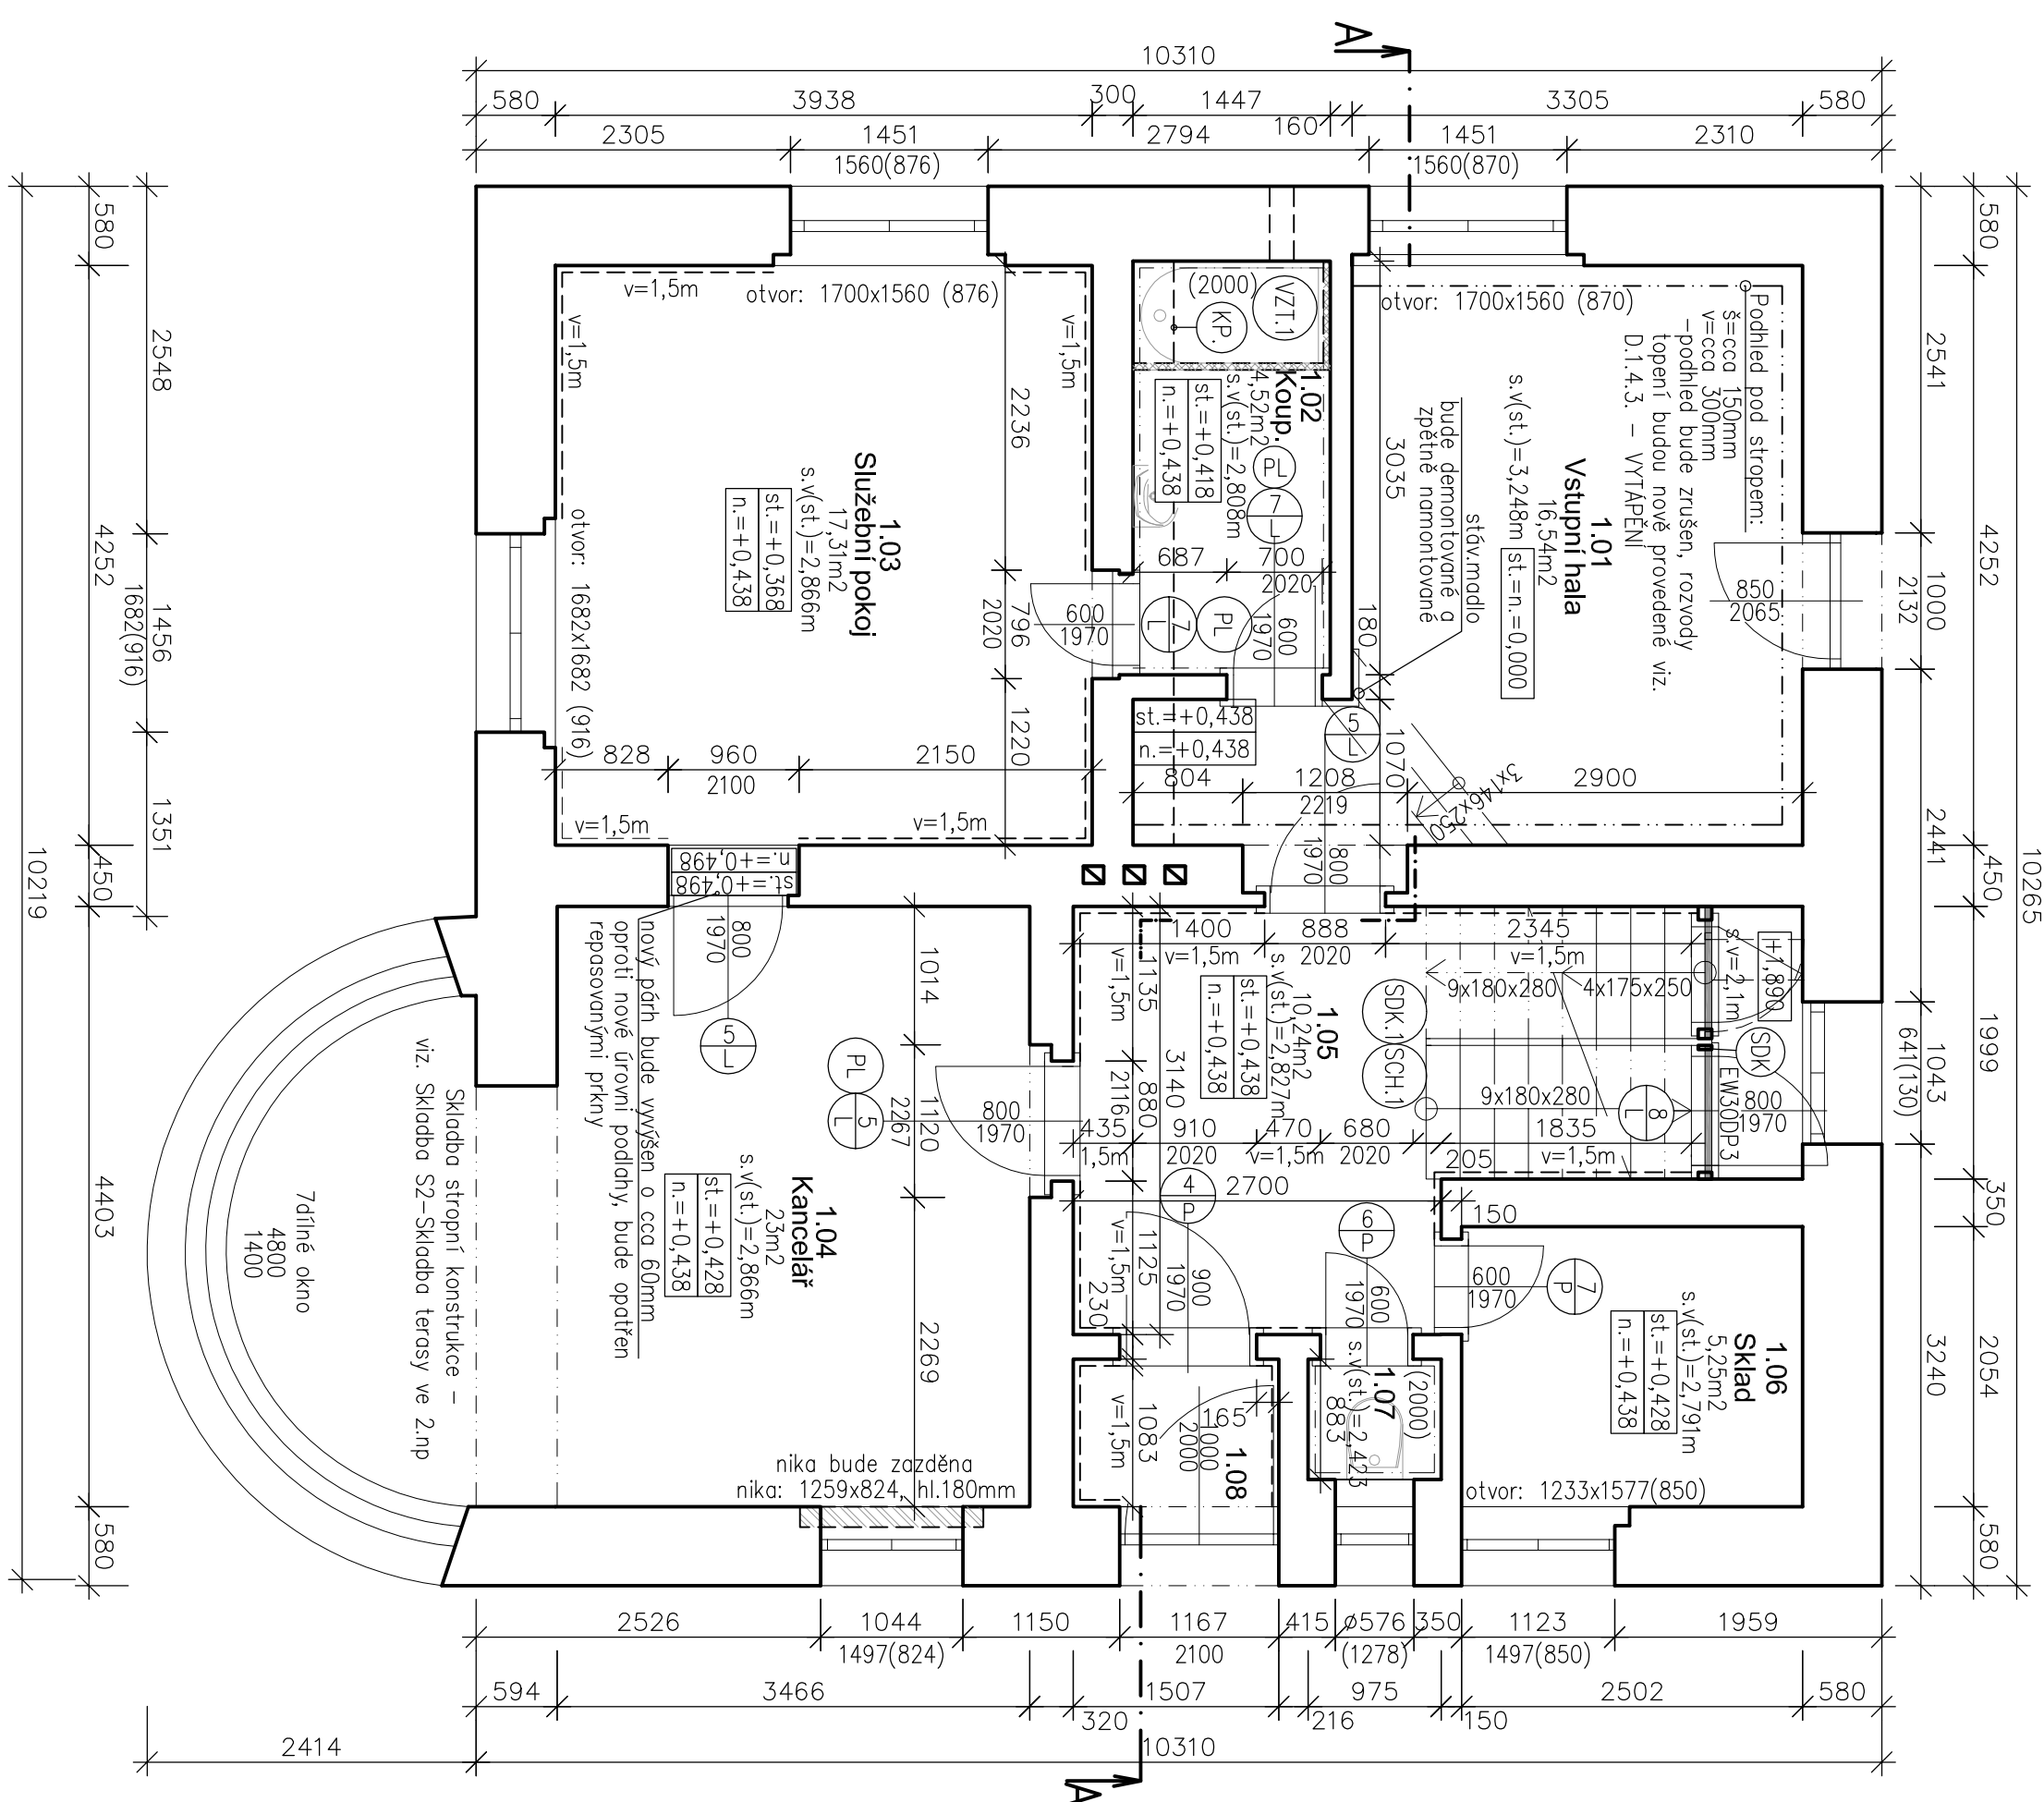 A
10310
580
3938
300
1447
160
3305
580
2305
1451
1560(876)
2794
1451
1560(870)
2310
10219
580
4252
450
4403
580
2548
1456
1682(916)
1351
10265
580
4252
450
1999
350
2054
580
2541
1000
2132
2441
1043
641(130)
3240
otvor: 1700x1560 (876)
v=1,5m
v=1,5m
v=1,5m
2236
796
2020
1220
1.03
Služební pokoj
17,31m2
s.v(st.)=2,866m
st.=+0,368
n.=+0,438
otvor: 1682x1682 (916)
828
960
2100
2150
v=1,5m
v=1,5m
600
1970
(2000)
VZT.1
KP.
1.02
Koup.
4,52m2
s.v(st.)=2,808m
st.=+0,418
n.=+0,438
PL
7
L
687
700
2020
7
L
PL
600
1970
180
otvor: 1700x1560 (870)
Podhled pod stropem:
š=cca 150mm
v=cca 300mm
-podhled bude zrušen, rozvody
topení budou nově provedené viz.
D.1.4.3. - VYTÁPĚNÍ
1.01
Vstupní hala
16,54m2
s.v(st.)=3,248m
st.=n.=0,000
stáv.madlo
bude demontované a
zpětně namontované
3035
1070
850
2065
st.=+0,438
n.=+0,438
5
L
804
1208
2219
2900
3x146x250
800
1970
st.=+0,498
n.=+0,498
800
1970
5
L
nový párh bude vyvýšen o cca 60mm
oproti nové úrovni podlahy, bude opatřen
repasovanými prkny
1014
1120
2267
2269
PL
5
L
800
1970
1.04
Kancelář
23m2
s.v(st.)=2,866m
st.=+0,428
n.=+0,438
Skladba stropní konstrukce -
viz. Skladba S2-Skladba terasy ve 2.np
7dílné okno
4800
1400
nika bude zazděna
nika: 1259x824, hl.180mm
1400
v=1,5m
888
2020
2345
v=1,5m
v=1,5m
1135
2116
880
3140
1.05
10,24m2
s.v(st.)=2,827m
st.=+0,438
n.=+0,438
SDK.1
SCH.1
9x180x280
4x175x250
9x180x280
s.v=2,1m
+1,890
SDK
EW30DP3
8
L
800
1970
435
1,5m
910
2020
470
v=1,5m
680
2020
1835
v=1,5m
205
2700
150
4
P
6
P
7
P
v=1,5m
1125
230
900
1970
600
1970
600
1970
1.06
Sklad
5,25m2
s.v(st.)=2,791m
st.=+0,428
n.=+0,438
otvor: 1233x1577(850)
1.07
(2000)
s.v(st.)=2,423
883
1.08
165
1000
2000
1083
v=1,5m
2526
1044
1497(824)
1150
1167
2100
415
ø576
(1278)
350
1123
1497(850)
1959
594
3466
320
1507
216
975
150
2502
580
2414
10310
A